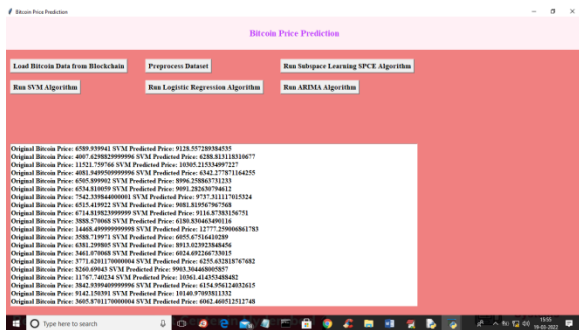 Bitcoin Price Prediction
Bitcoin Price Prediction
Load Bitcoin Data from Blockchain Preprocess Dataset Run Subspace Learning SPCE Algorithm
Run SVM Algorithm Run Logistic Regression Algorithm Run ARIMA Algorithm
Original Bitcoin Price: 6589.939941 SVM Predicted Price: 9128.557289384535
Original Bitcoin Price: 4007.6298829999996 SVM Predicted Price: 6288.813118310677
Original Bitcoin Price: 11521.759766 SVM Predicted Price: 10305.215334997227
Original Bitcoin Price: 4081.9499509999996 SVM Predicted Price: 6342.277871164255
Original Bitcoin Price: 6505.899902 SVM Predicted Price: 8996.258863731233
Original Bitcoin Price: 6534.810059 SVM Predicted Price: 9091.282630794612
Original Bitcoin Price: 7542.339844000001 SVM Predicted Price: 9737.311117015324
Original Bitcoin Price: 6515.419922 SVM Predicted Price: 9081.819567967568
Original Bitcoin Price: 6714.819823999999 SVM Predicted Price: 9116.87383156751
Original Bitcoin Price: 3888.570068 SVM Predicted Price: 6180.830463490116
Original Bitcoin Price: 14468.499999999998 SVM Predicted Price: 12777.259006861783
Original Bitcoin Price: 3588.719971 SVM Predicted Price: 6055.67516410289
Original Bitcoin Price: 6381.299805 SVM Predicted Price: 8913.023923848456
Original Bitcoin Price: 3461.070068 SVM Predicted Price: 6024.692266733015
Original Bitcoin Price: 3771.6201170000004 SVM Predicted Price: 6255.632818767682
Original Bitcoin Price: 8260.69043 SVM Predicted Price: 9903.304468005857
Original Bitcoin Price: 11767.740234 SVM Predicted Price: 10361.414353488482
Original Bitcoin Price: 3842.9399409999996 SVM Predicted Price: 6154.956124032615
Original Bitcoin Price: 9142.150391 SVM Predicted Price: 10140.97093811332
Original Bitcoin Price: 3605.8701170000004 SVM Predicted Price: 6062.460512512748
Type here to search
15:55